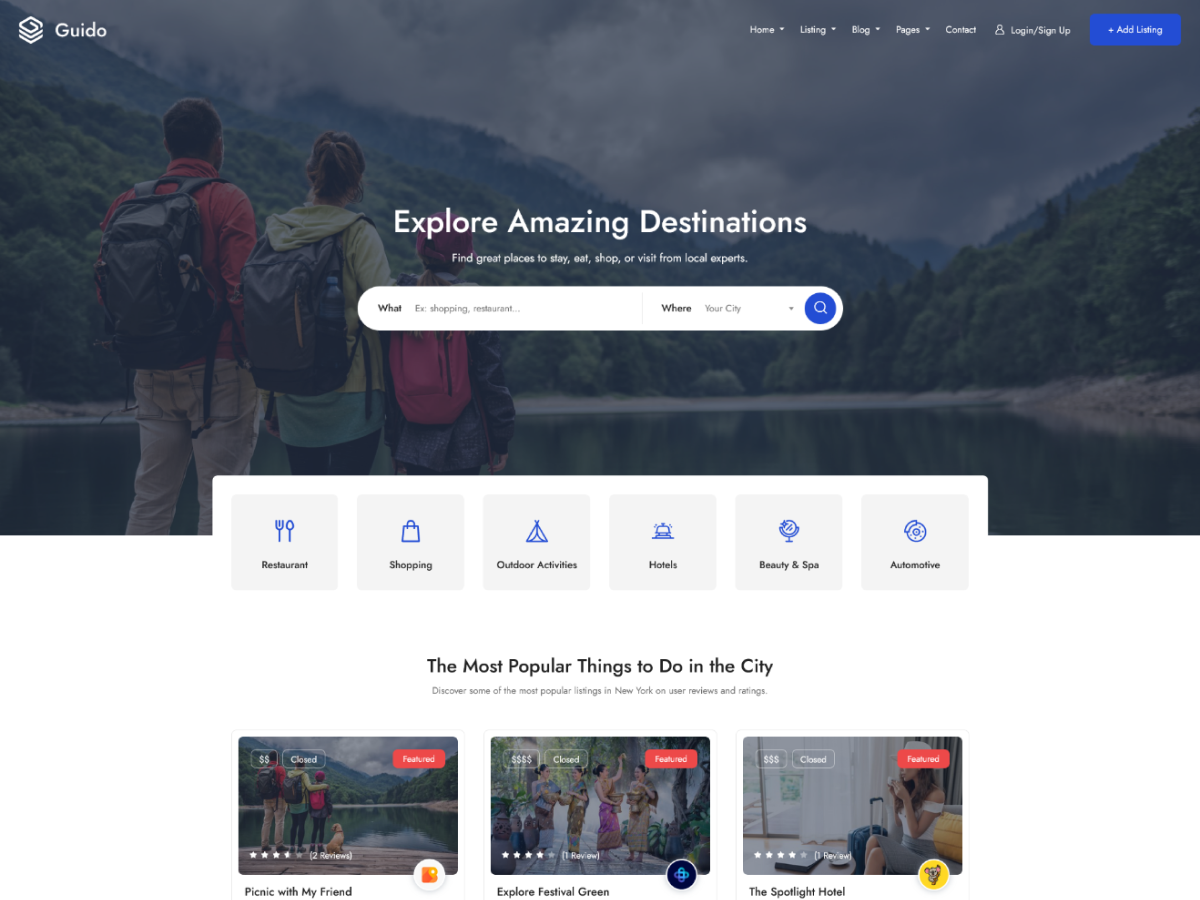 Guido
Home Listing Blog Pages Contact Login/Sign Up + Add Listing
Explore Amazing Destinations
Find great places to stay, eat, shop, or visit from local experts.
What Ex: shopping, restaurant... Where Your City
Restaurant Shopping Outdoor Activities Hotels Beauty & Spa Automotive
The Most Popular Things to Do in the City
Discover some of the most popular listings in New York on user reviews and ratings.
$$ Closed Featured $$$$ Closed Featured $$$ Closed Featured
(2 Reviews) (1 Review) (1 Review)
Picnic with My Friend Explore Festival Green The Spotlight Hotel